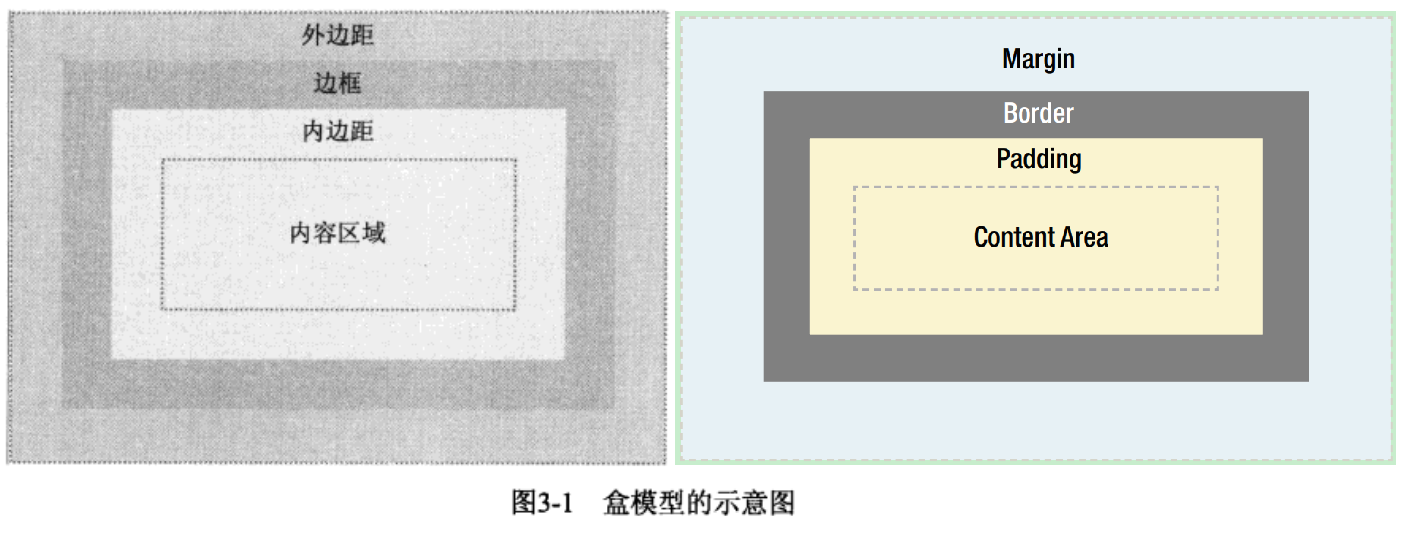 外边距
边框
内边距
内容区域
Margin
Border
Padding
Content Area
图3-1 盒模型的示意图